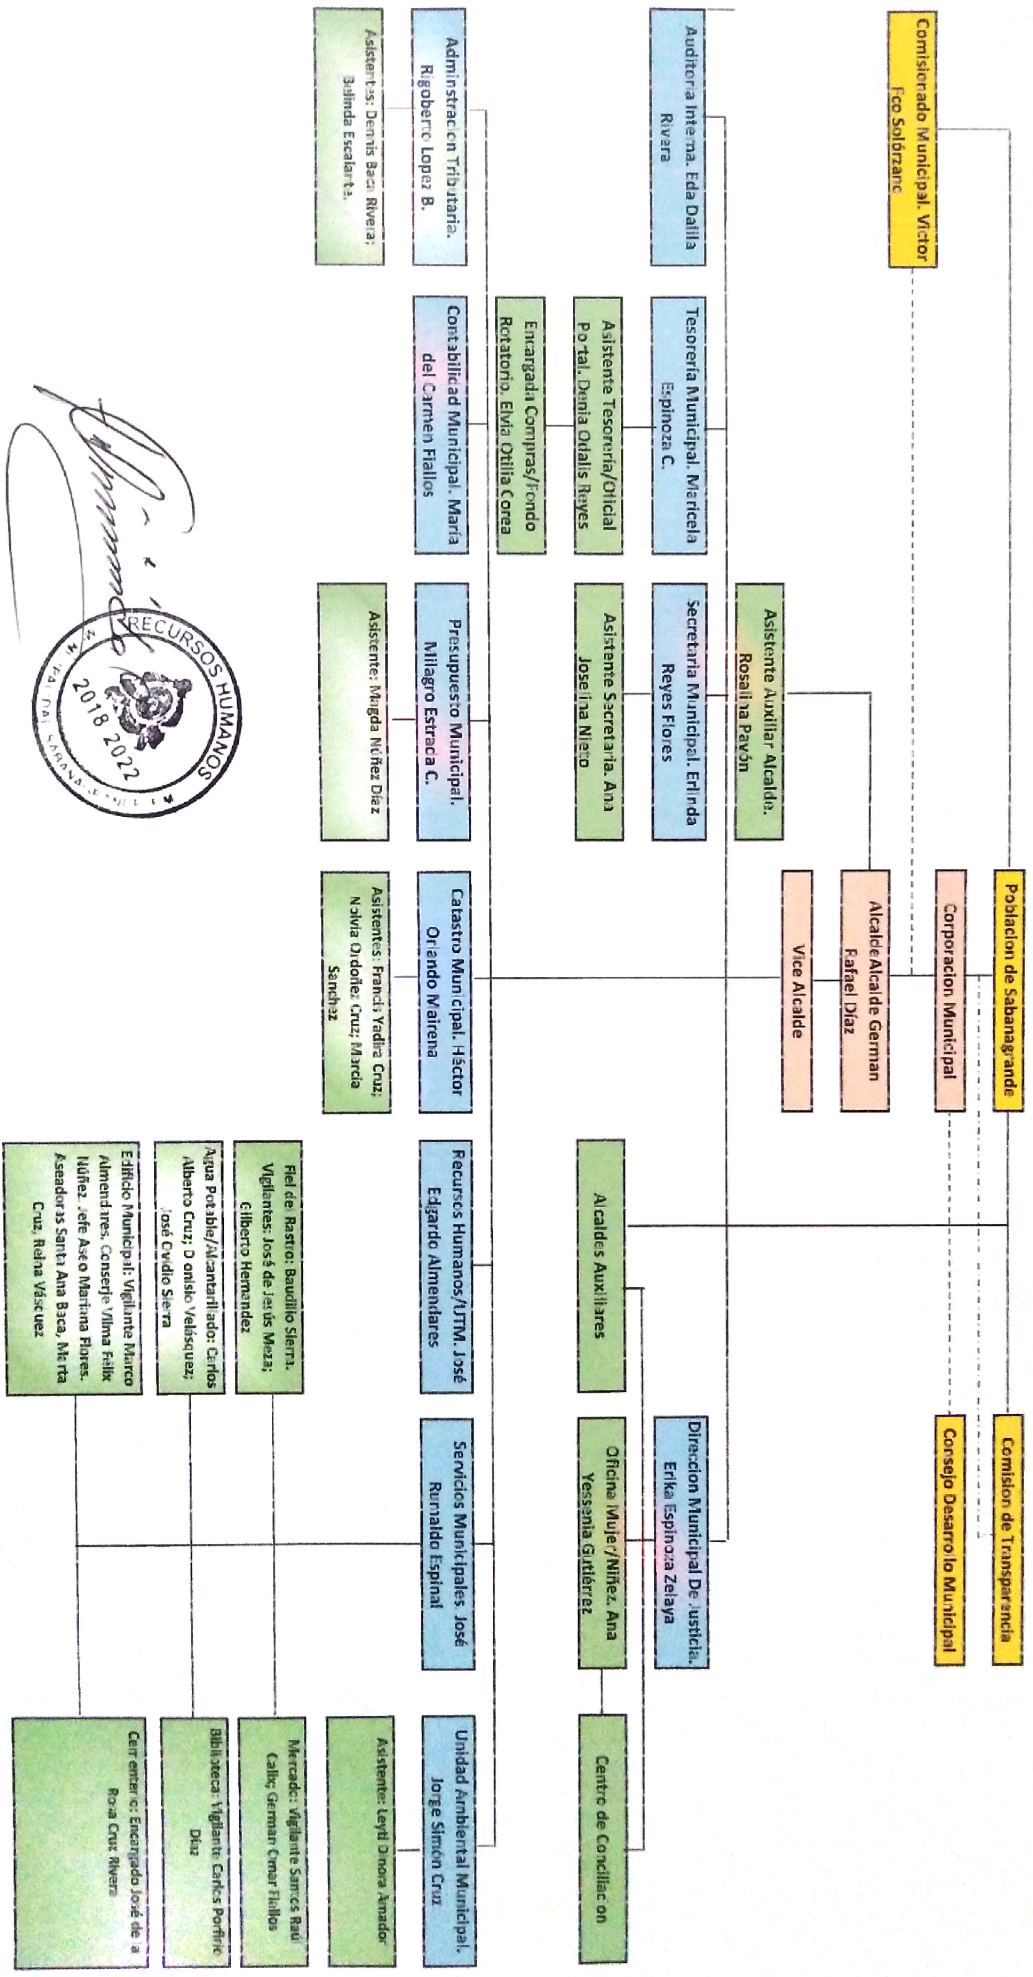 Poblacion de Sabanagrande
Comision de Transparencia
Corporacion Municipal
Consejo Desarrollo Municipal
Comisionado Municipal. Victor
Fco Solórzano
Alcalde Alcalde German
Rafael Díaz
Vice Alcalde
Asistente Auxiliar Alcalde.
Rosalina Pavón
Auditoria Interna. Eda Dalila
Rivera
Tesorería Municipal. Maricela
Espinoza C.
Secretaria Municipal. Erlinda
Reyes Flores
Direccion Municipal De Justicia.
Erika Espinoza Zelaya
Asistente Tesorería/Oficial
Portal. Denia Odalis Reyes
Asistente Secretaria. Ana
Joselina Nieto
Alcaldes Auxiliares
Oficina Mujer/Niñez. Ana
Yessenia Gutiérrez
Centro de Conciliacion
Encargada Compras/Fondo
Rotatorio. Elvia Otilia Corea
Adminstracion Tributaria.
Rigoberto Lopez B.
Contabilidad Municipal. María
del Carmen Fiallos
Presupuesto Municipal.
Milagro Estrada C.
Catastro Municipal. Héctor
Orlando Mairena
Recursos Humanos/UTM. José
Edgardo Almendares
Servicios Municipales. José
Rumaldo Espinal
Unidad Ambiental Municipal.
Jorge Simón Cruz
Asistentes: Dennis Baca Rivera;
Belinda Escalante.
Asistente: Magda Núñez Díaz
Asistentes: Francis Yadira Cruz;
Nolvia Ordoñez Cruz; Marcia
Sanchez
Asistente: Leyti Dinora Amador
Fiel del Rastro: Baudilio Sierra.
Vigilantes: José de Jesús Meza;
Gilberto Hernandez
Mercado: Vigilante Santos Raúl
Calix; German Omar Fiallos
Agua Potable/Alcantarillado: Carlos
Alberto Cruz; Dionisio Velásquez;
José Ovidio Sierra
Biblioteca: Vigilante Carlos Porfirio
Díaz
Edificio Municipal: Vigilante Marco
Almendares. Conserje Vilma Félix
Núñez. Jefe Aseo Mariana Flores.
Aseadoras Santa Ana Baca, Marta
Cruz, Reina Vásquez
Cementerio: Encargado José de la
Rosa Cruz Rivera
RECURSOS HUMANOS
2018 2022